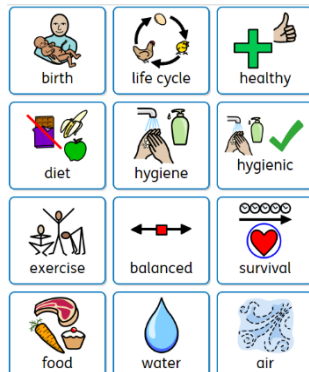 birth
life cycle
healthy
diet
hygiene
hygienic
exercise
balanced
survival
food
water
air